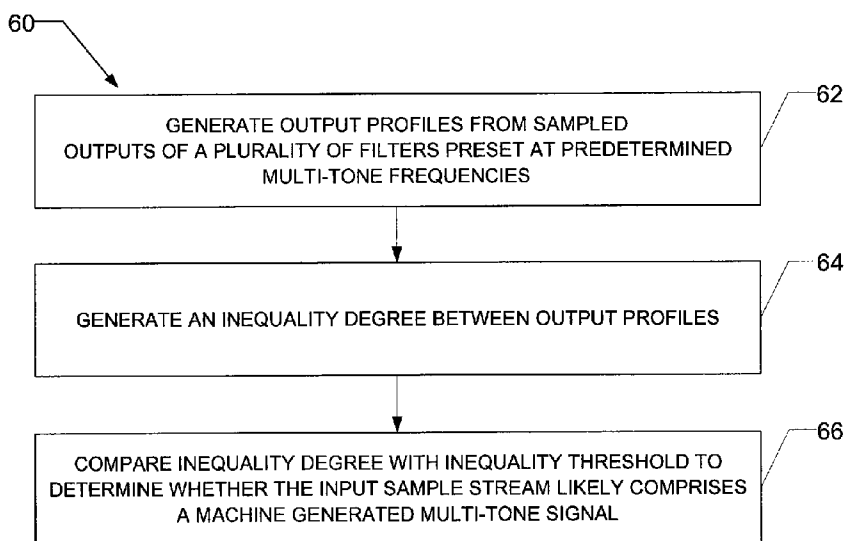 60
62
GENERATE OUTPUT PROFILES FROM SAMPLED
OUTPUTS OF A PLURALITY OF FILTERS PRESET AT PREDETERMINED
MULTI-TONE FREQUENCIES
64
GENERATE AN INEQUALITY DEGREE BETWEEN OUTPUT PROFILES
66
COMPARE INEQUALITY DEGREE WITH INEQUALITY THRESHOLD TO
DETERMINE WHETHER THE INPUT SAMPLE STREAM LIKELY COMPRISES
A MACHINE GENERATED MULTI-TONE SIGNAL